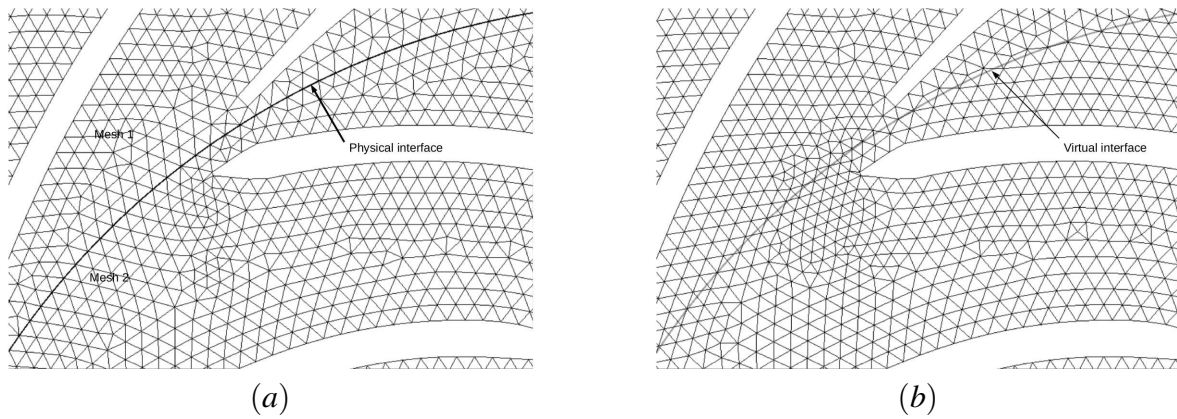 Mesh 1
Physical interface
Mesh 2
Virtual interface
(a)
(b)